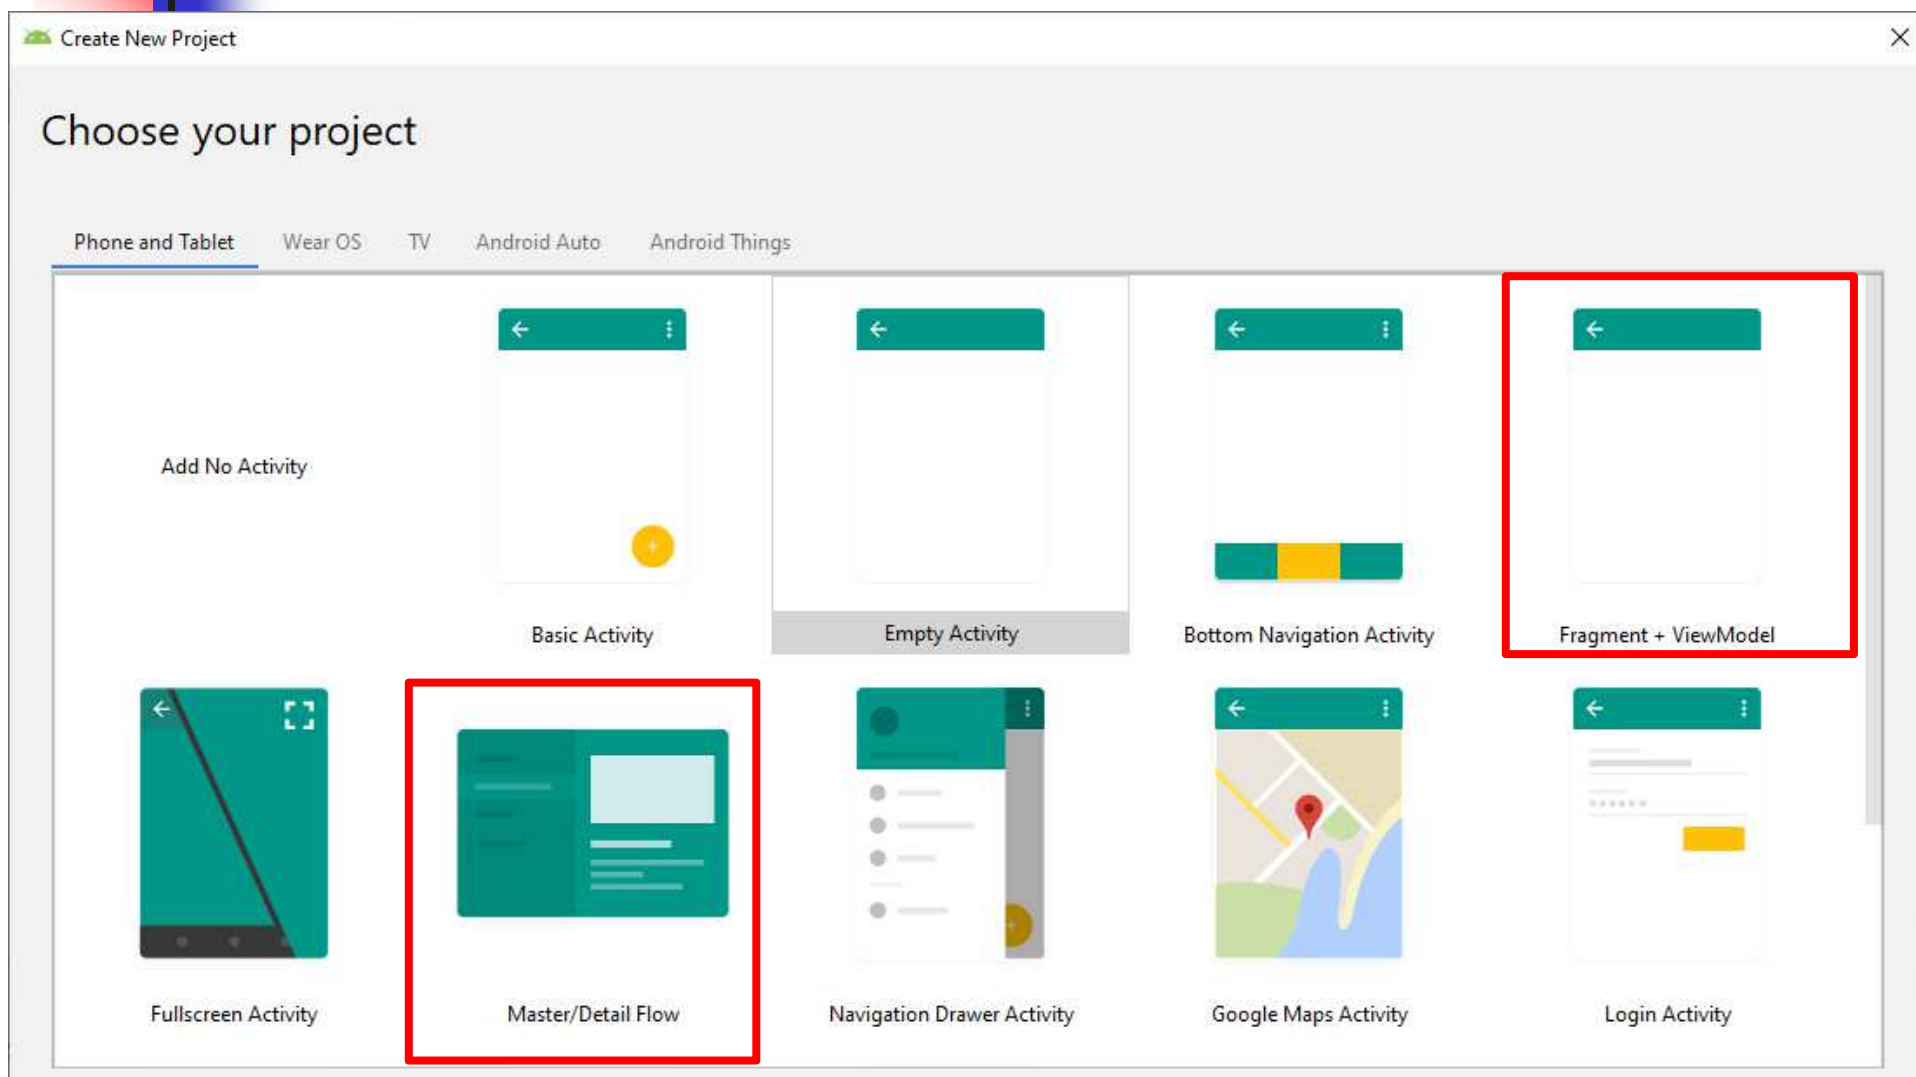 Create New Project
Choose your project
Phone and Tablet Wear OS TV Android Auto Android Things
Add No Activity
Basic Activity
Empty Activity
Bottom Navigation Activity
Fragment + ViewModel
Fullscreen Activity
Master/Detail Flow
Navigation Drawer Activity
Google Maps Activity
Login Activity